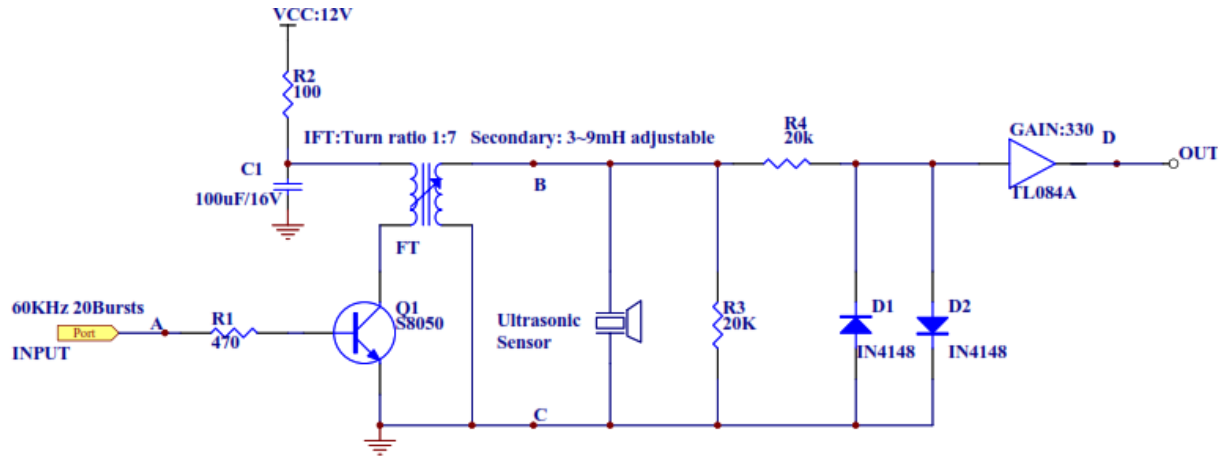 VCC:12V
R2
100
IFT:Turn ratio 1:7 Secondary: 3~9mH adjustable
R4
20k
GAIN:330
D
OUT
C1
100uF/16V
B
TL084A
FT
60KHz 20Bursts
Port
A
INPUT
R1
470
Q1
S8050
Ultrasonic
Sensor
R3
20K
D1
IN4148
D2
IN4148
C